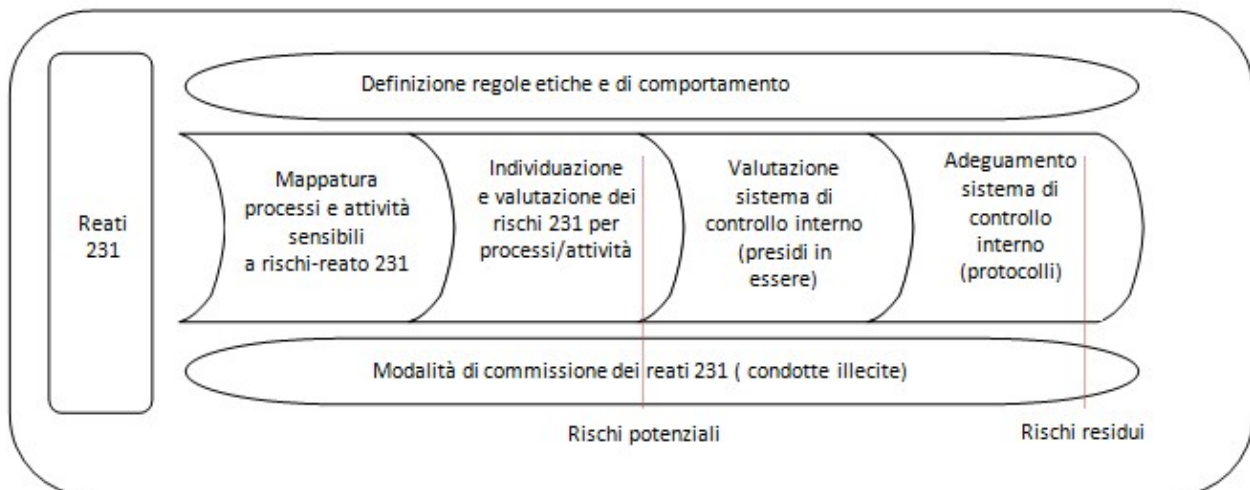 Reati
231
Definizione regole etiche e di comportamento
Mappatura
processi e attività
sensibili
a rischi-reato 231
Individuazione
e valutazione dei
rischi 231 per
processi/attività
Valutazione
sistema di
controllo interno
(presidi in
essere)
Adeguamento
sistema di
controllo
interno
(protocolli)
Modalità di commissione dei reati 231 ( condotte illecite)
Rischi potenziali
Rischi residui